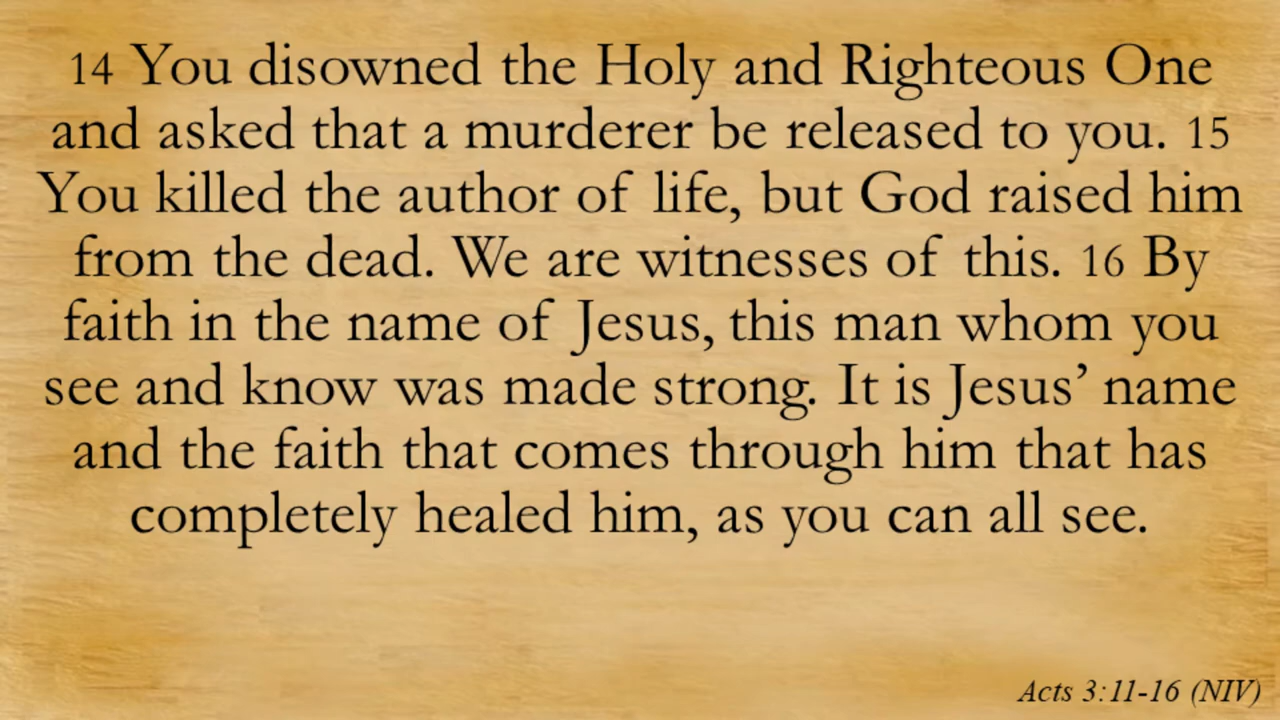 14 You disowned the Holy and Righteous One
and asked that a murderer be released to you. 15
You killed the author of life, but God raised him
from the dead. We are witnesses of this. 16 By
faith in the name of Jesus, this man whom you
see and know was made strong. It is Jesus’ name
and the faith that comes through him that has
completely healed him, as you can all see.
Acts 3:11-16 (NIV)